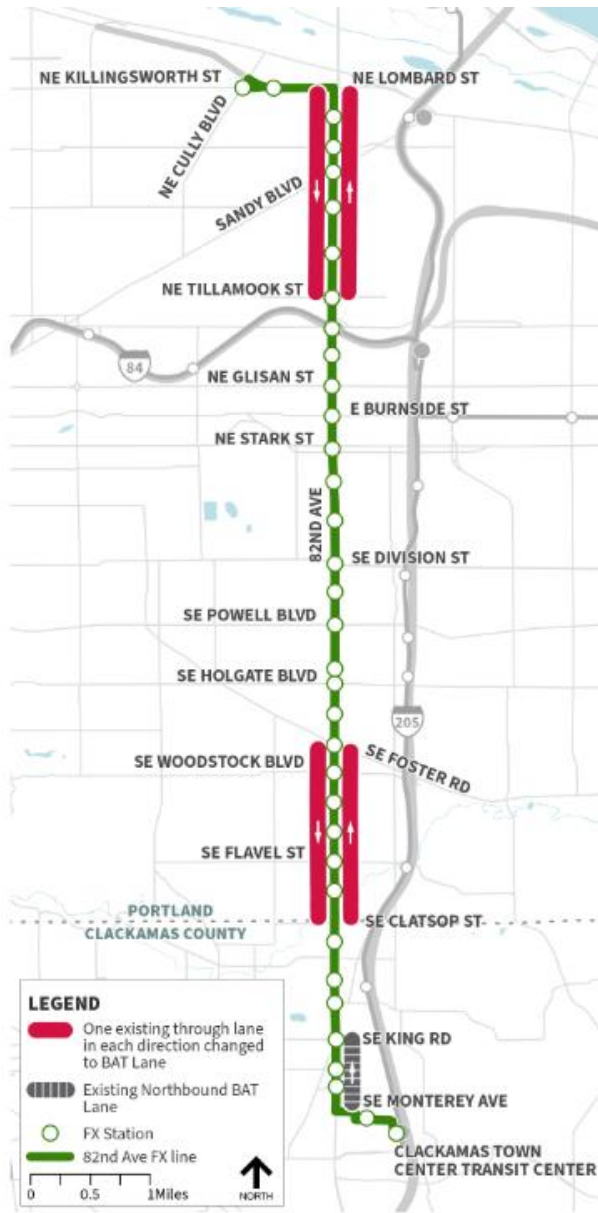 NE KILLINGSWORTH ST
NE LOMBARD ST
NE CULLY BLVD
SANDY BLVD
NE TILLAMOOK ST
84
NE GLISAN ST
E BURNSIDE ST
NE STARK ST
82ND AVE
SE DIVISION ST
SE POWELL BLVD
SE HOLGATE BLVD
205
SE WOODSTOCK BLVD
SE FOSTER RD
SE FLAVEL ST
PORTLAND
SE CLATSOP ST
CLACKAMAS COUNTY
LEGEND
One existing through lane
in each direction changed
to BAT Lane
Existing Northbound BAT
Lane
FX Station
82nd Ave FX line
0 0.5 1Miles
NORTH
SE KING RD
SE MONTEREY AVE
CLACKAMAS TOWN
CENTER TRANSIT CENTER